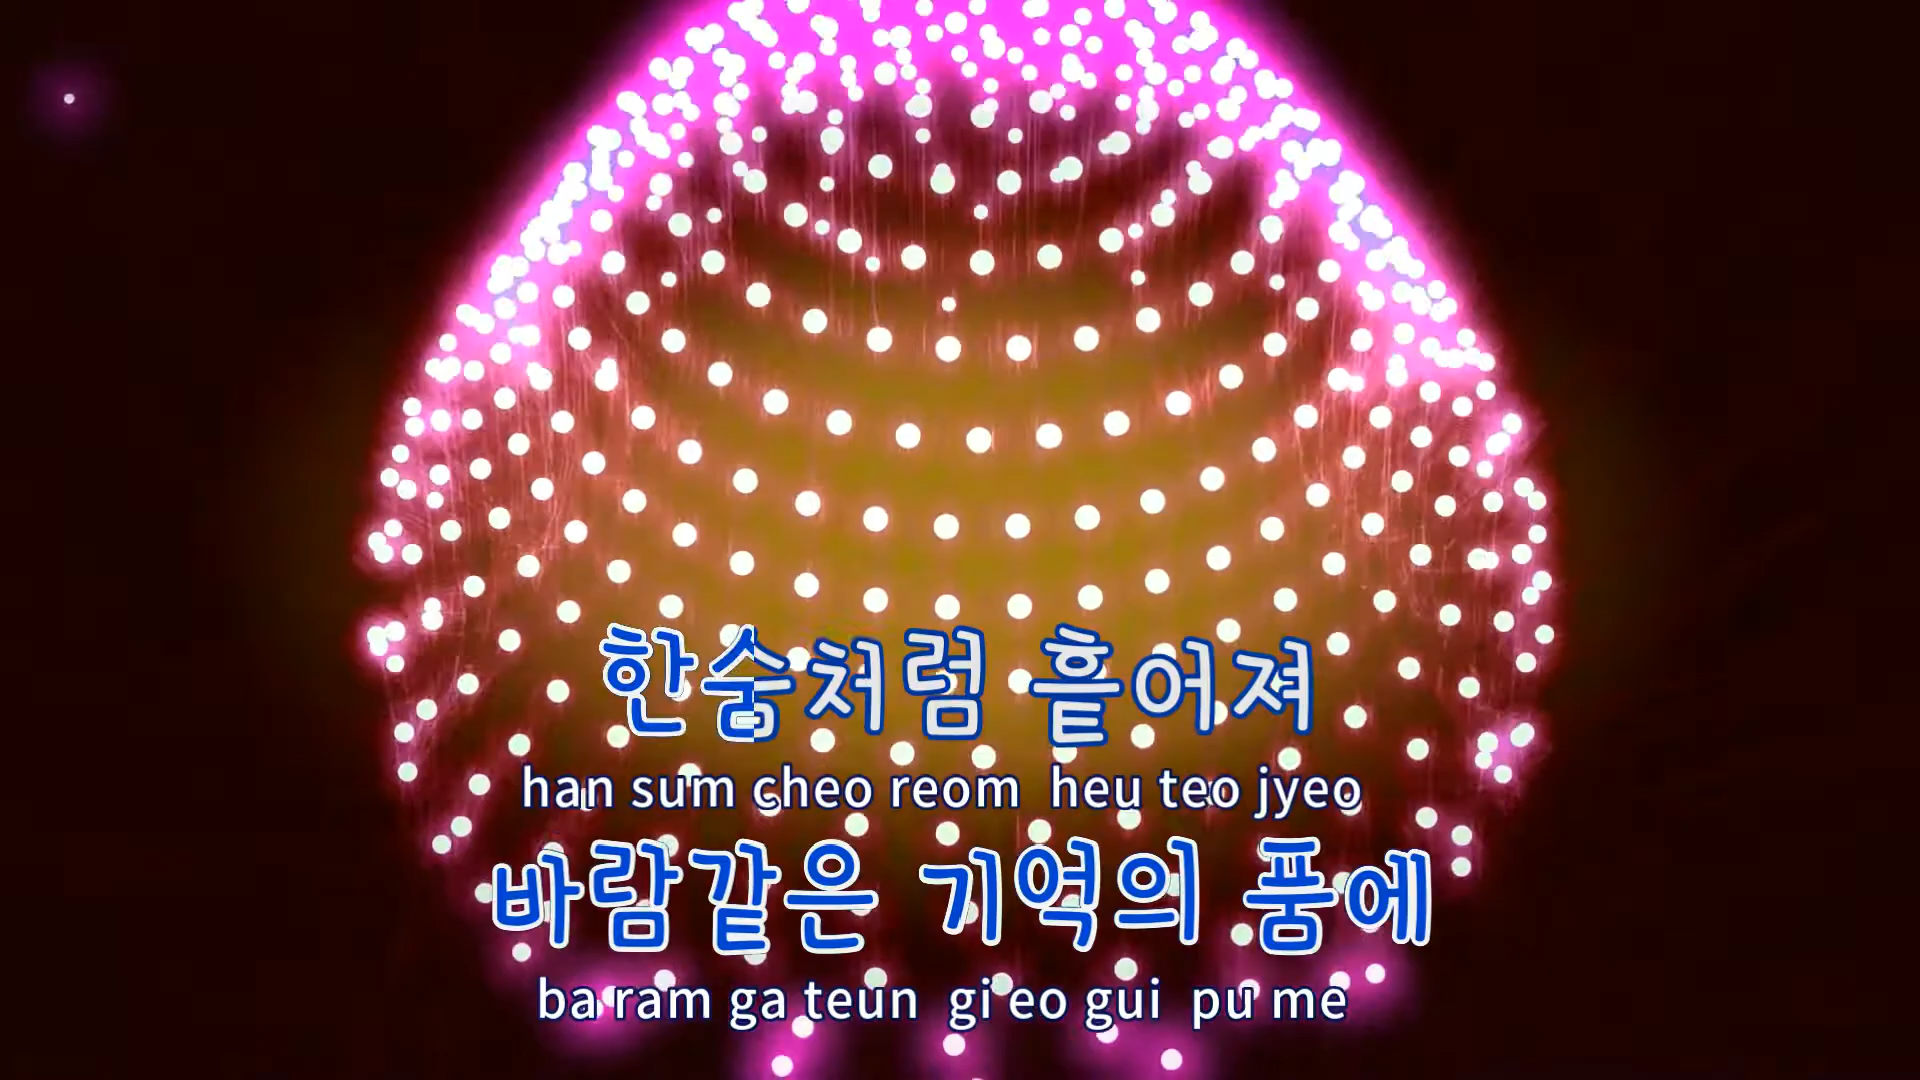 한숨처럼 흩어져
han sum cheo reom heu teo jyeo
바람같은 기억의 품에
ba ram ga teun gi eo gui pu me